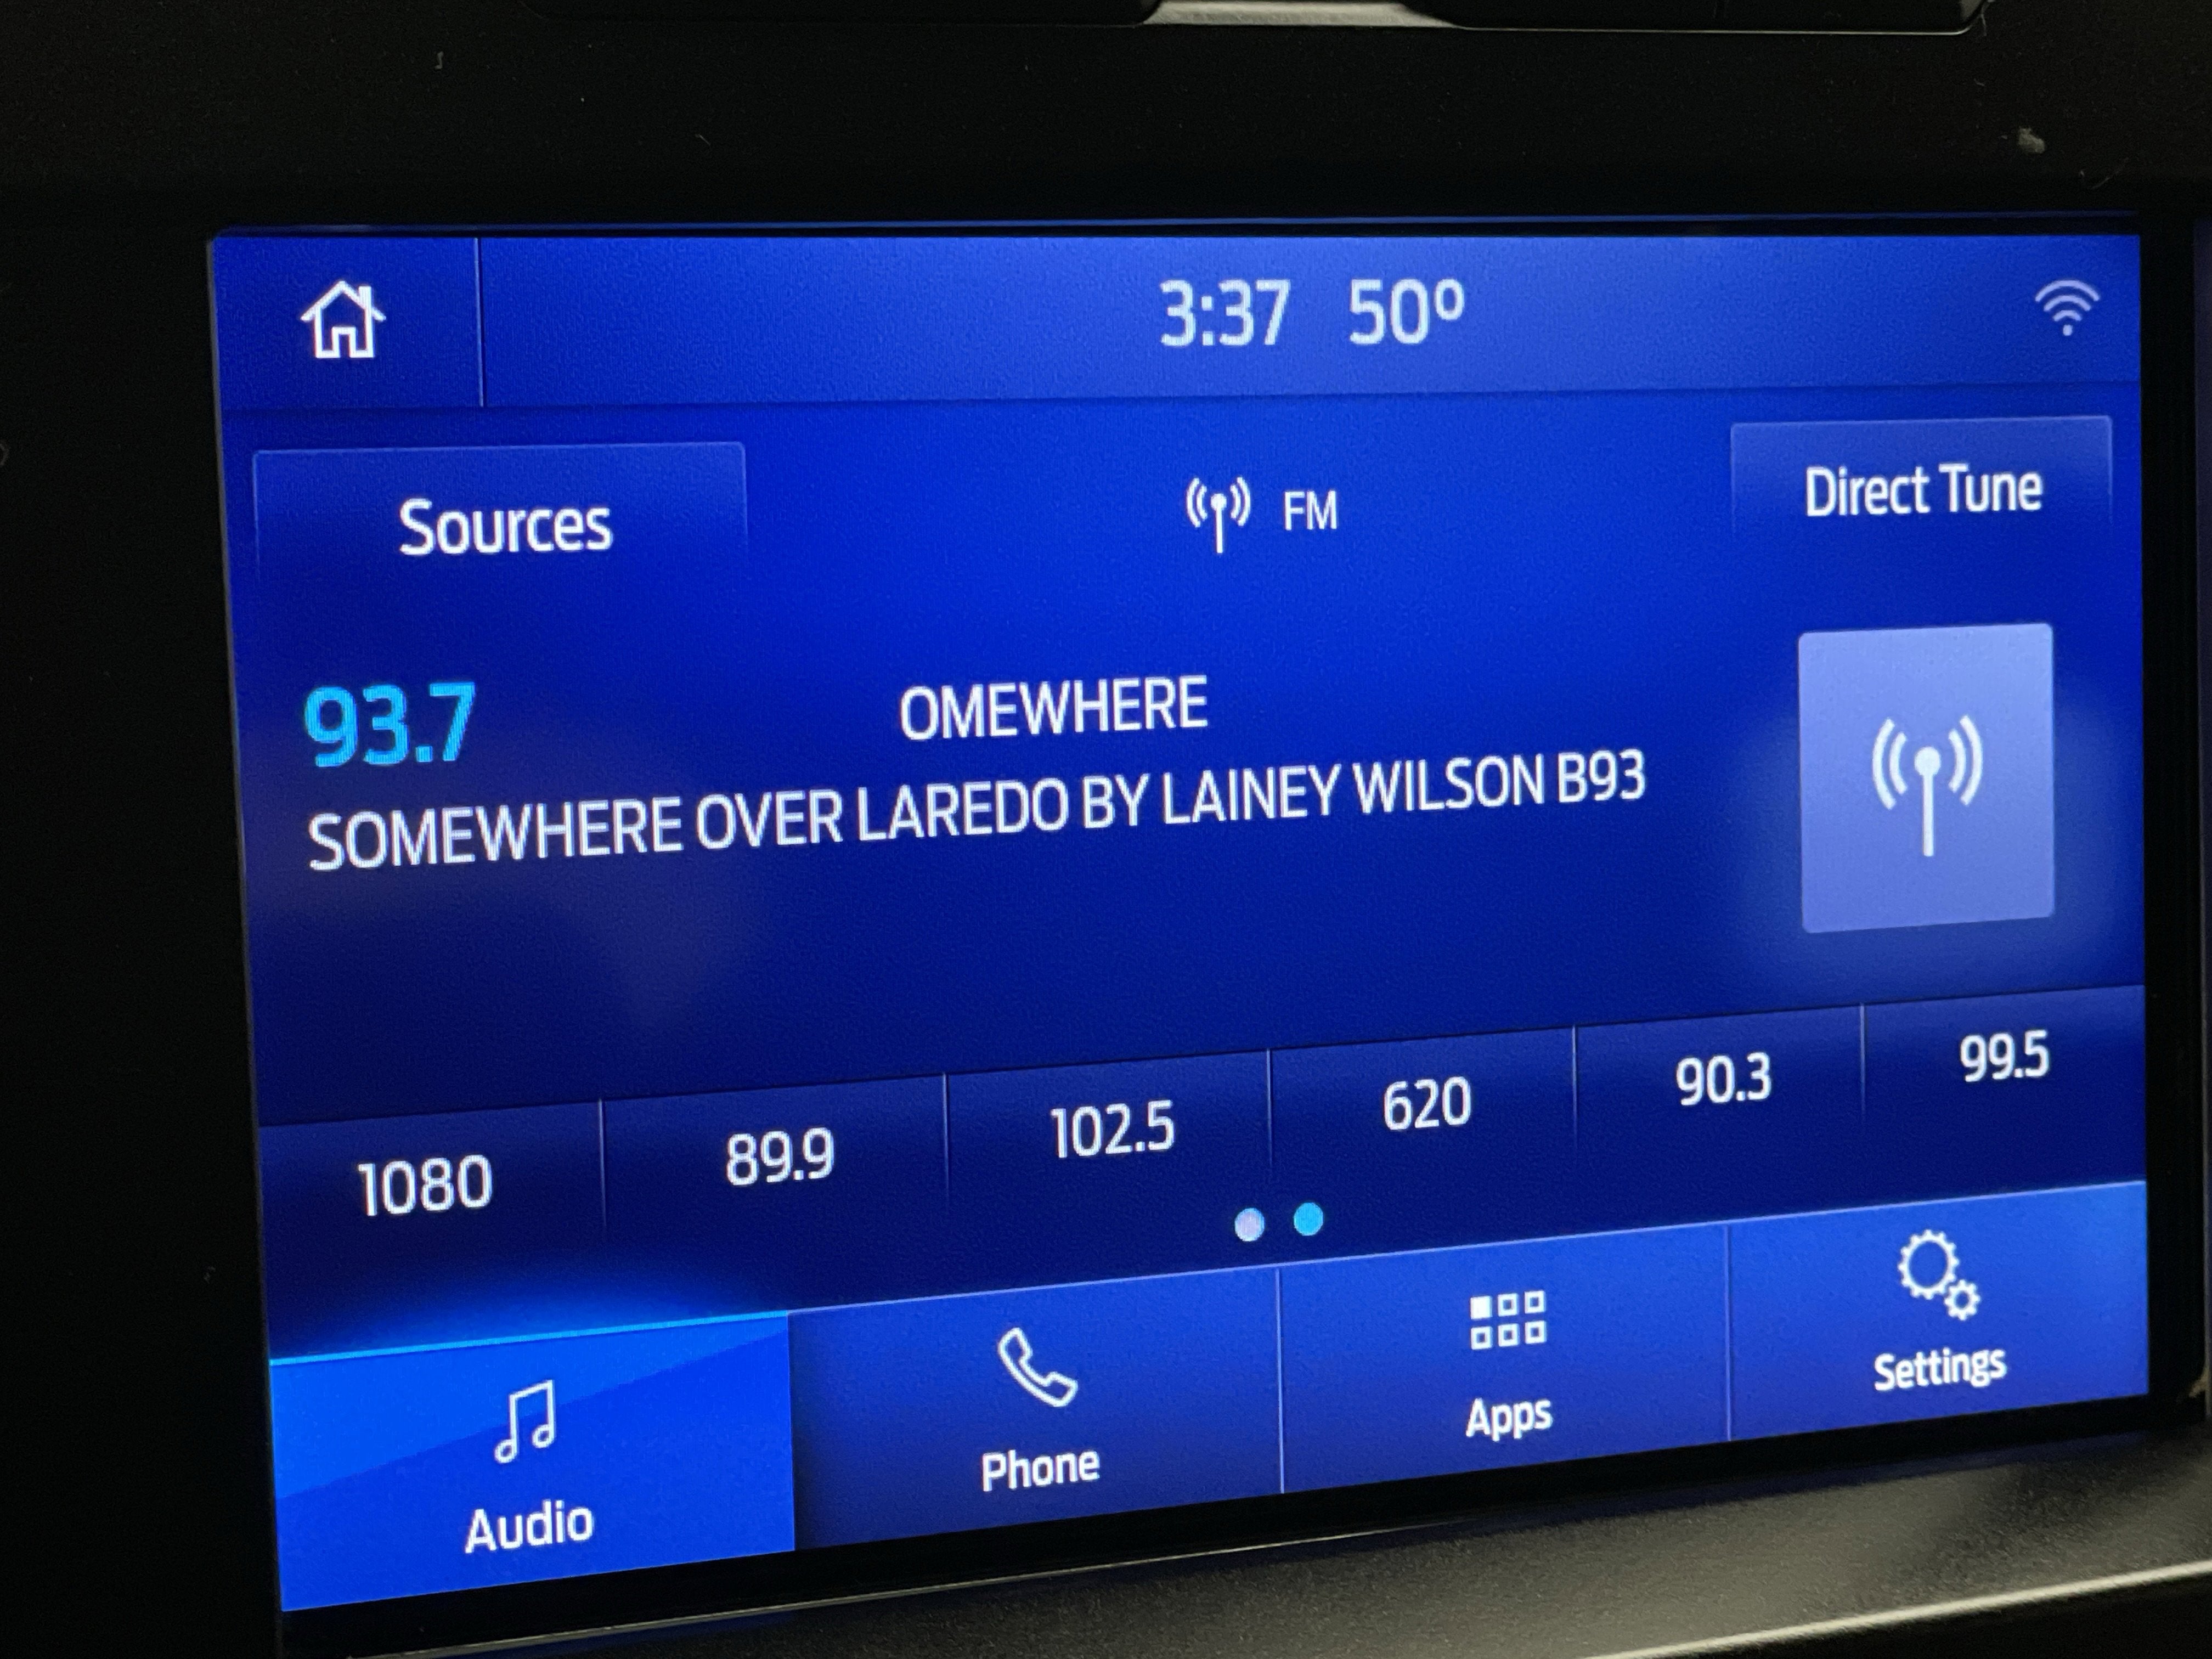 3:37 50º
Sources
FM
Direct Tune
93.7
OMEWHERE
SOMEWHERE OVER LAREDO BY LAINEY WILSON B93
1080 89.9 102.5 620 90.3 99.5
Audio Phone Apps Settings